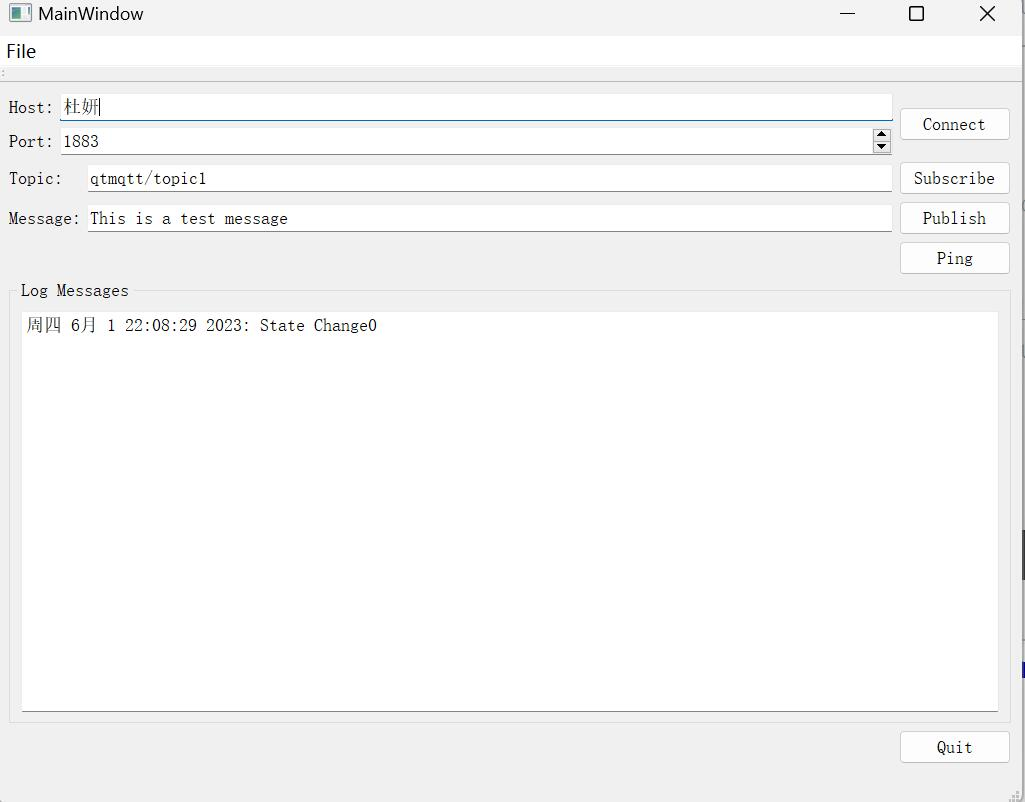 MainWindow
File
Host: 杜妍
Connect
Port: 1883
Topic: qtmqtt/topic1
Subscribe
Message: This is a test message
Publish
Ping
Log Messages
周四 6月 1 22:08:29 2023: State Change0
Quit